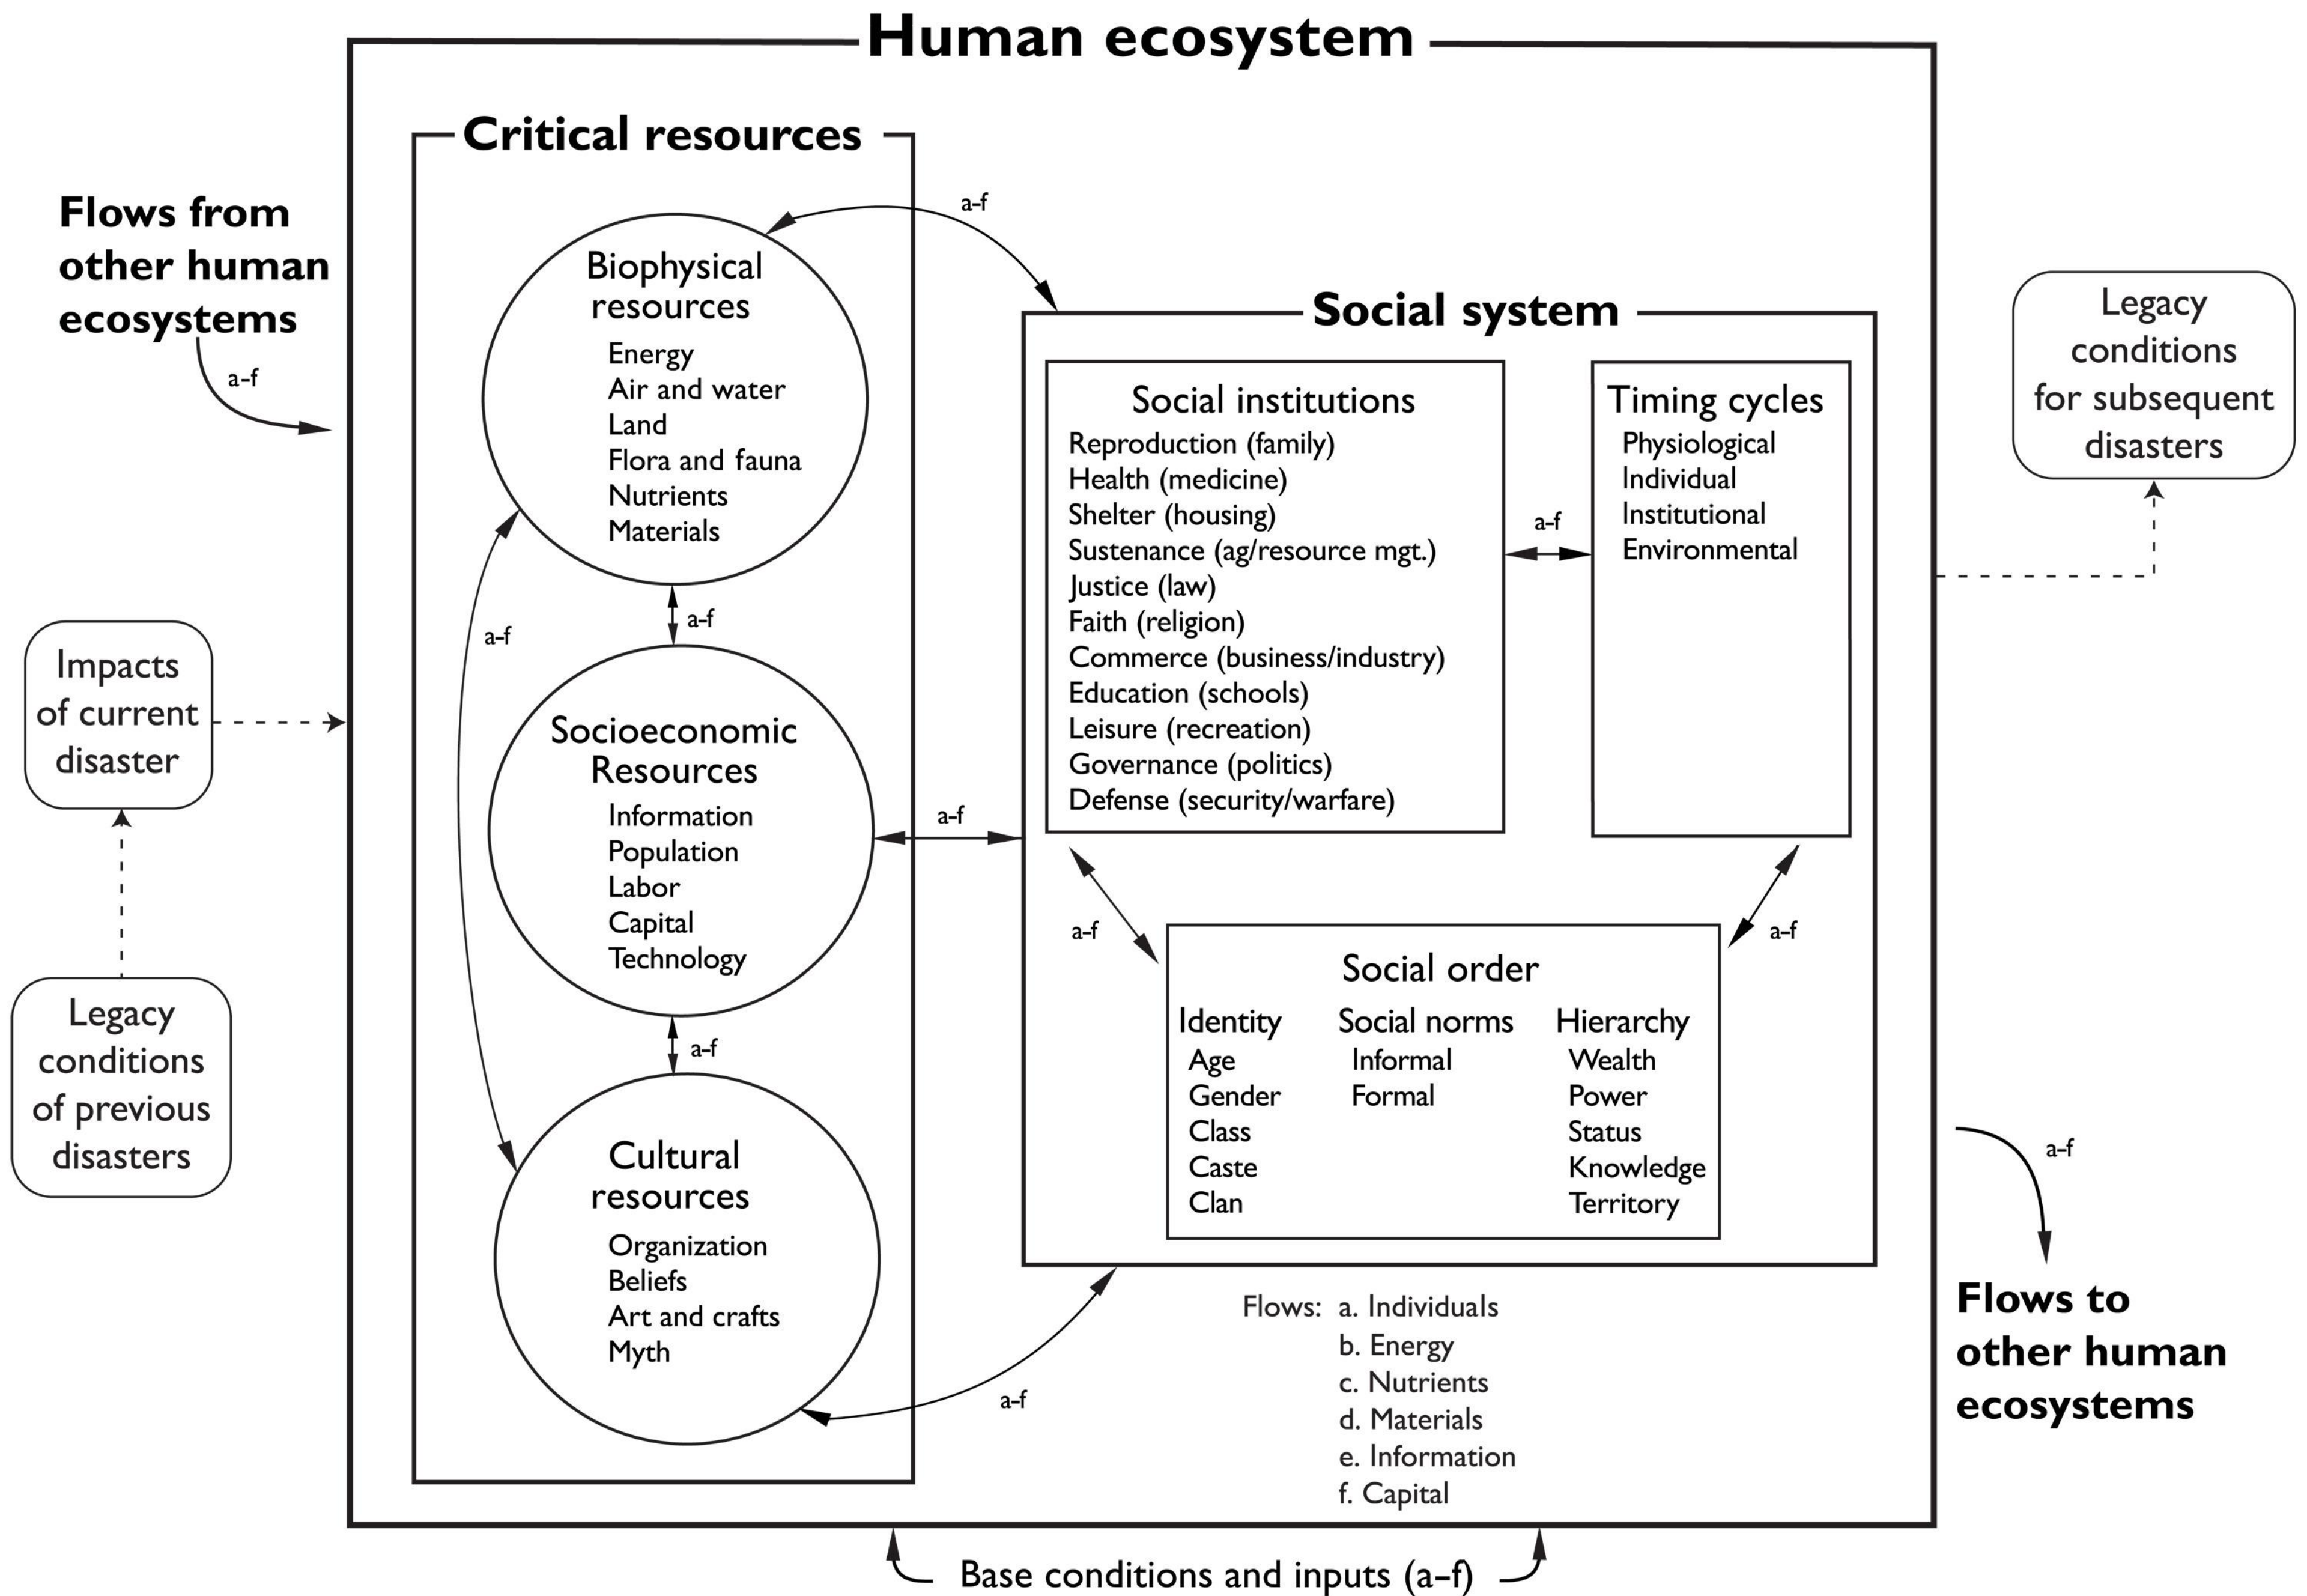 Human ecosystem
Critical resources
Flows from
other human
ecosystems
a-f
Biophysical
resources
Energy
Air and water
Land
Flora and fauna
Nutrients
Materials
a-f
a-f
a-f
Socioeconomic
Resources
Information
Population
Labor
Capital
Technology
a-f
a-f
Cultural
resources
Organization
Beliefs
Art and crafts
Myth
a-f
Impacts
of current
disaster
Legacy
conditions
of previous
disasters
Social system
Social institutions
Reproduction (family)
Health (medicine)
Shelter (housing)
Sustenance (ag/resource mgt.)
Justice (law)
Faith (religion)
Commerce (business/industry)
Education (schools)
Leisure (recreation)
Governance (politics)
Defense (security/warfare)
a-f
Timing cycles
Physiological
Individual
Institutional
Environmental
a-f
a-f
Social order
Identity
Age
Gender
Class
Caste
Clan
Social norms
Informal
Formal
Hierarchy
Wealth
Power
Status
Knowledge
Territory
Flows: a. Individuals
b. Energy
c. Nutrients
d. Materials
e. Information
f. Capital
Legacy
conditions
for subsequent
disasters
a-f
Flows to
other human
ecosystems
Base conditions and inputs (a-f)